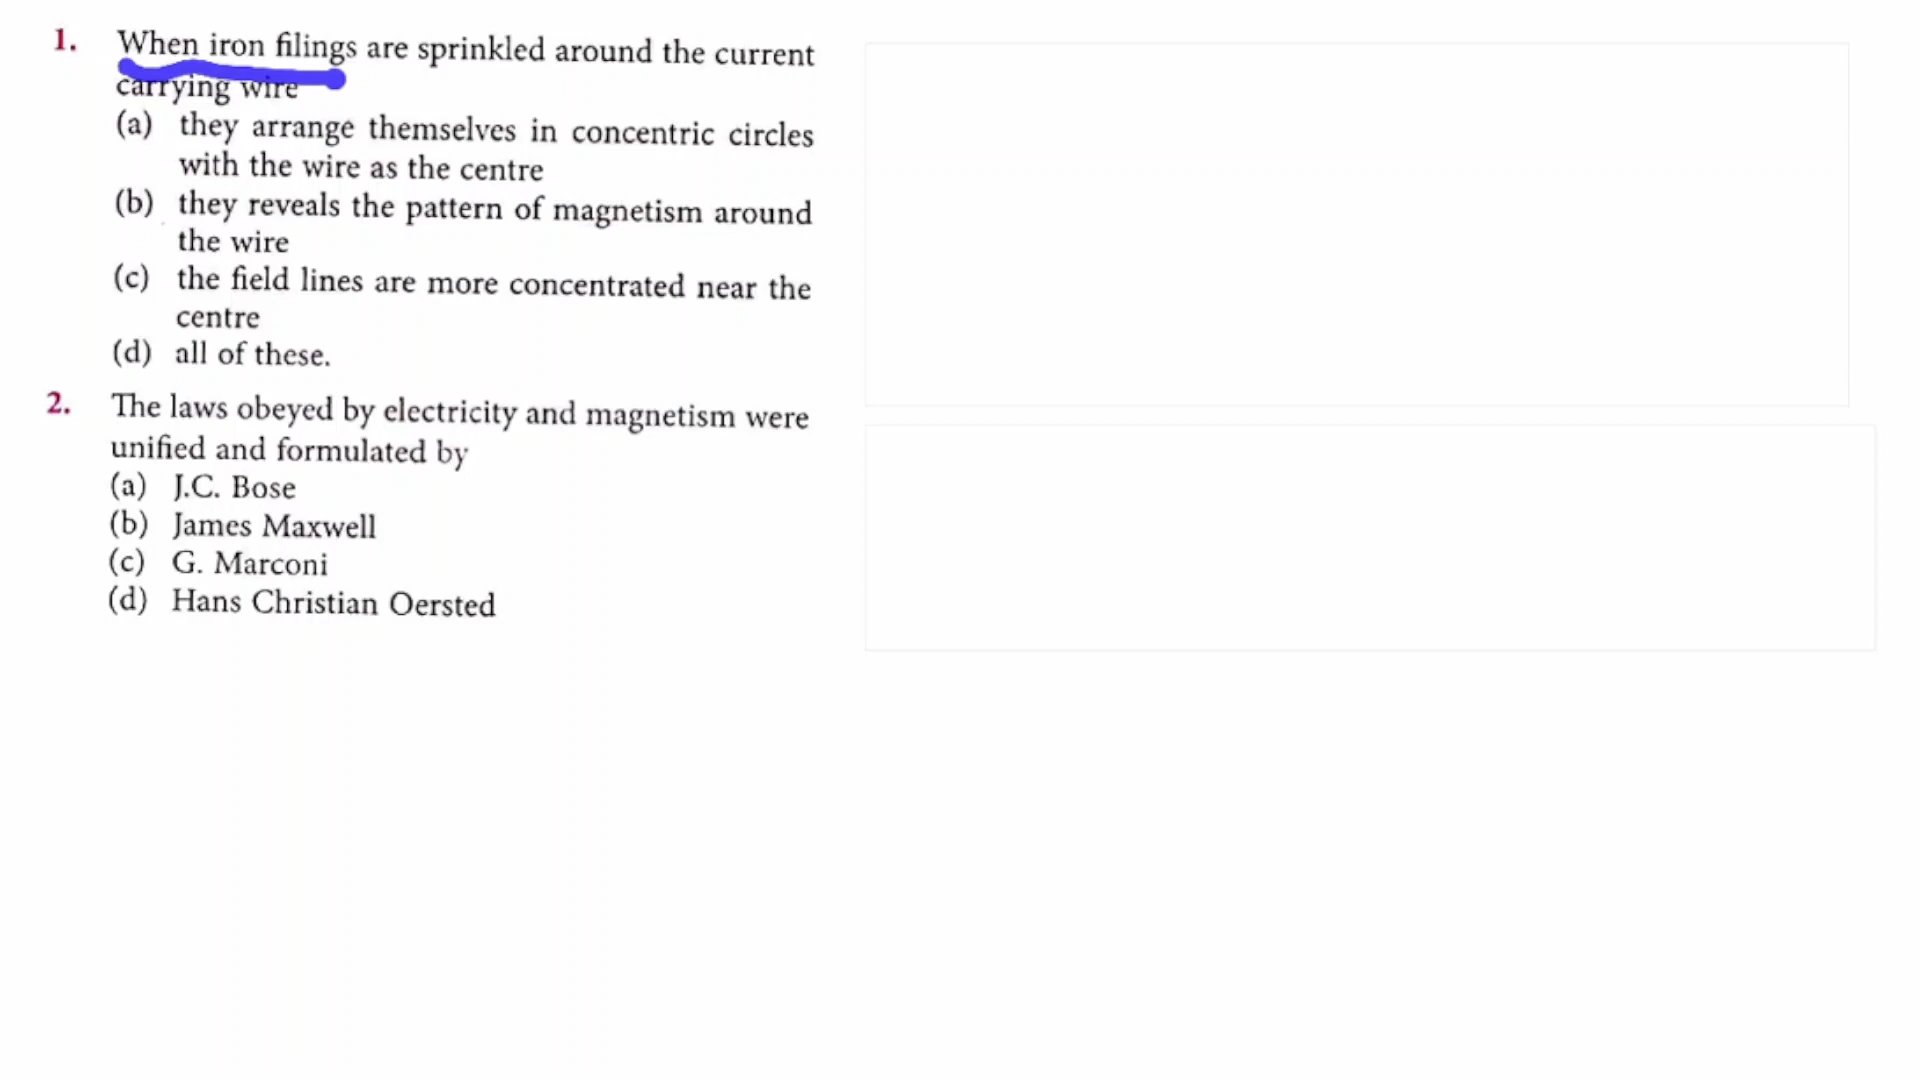 1. When iron filings are sprinkled around the current
carrying wire
(a) they arrange themselves in concentric circles
with the wire as the centre
(b) they reveals the pattern of magnetism around
the wire
(c) the field lines are more concentrated near the
centre
(d) all of these.
2. The laws obeyed by electricity and magnetism were
unified and formulated by
(a) J.C. Bose
(b) James Maxwell
(c) G. Marconi
(d) Hans Christian Oersted